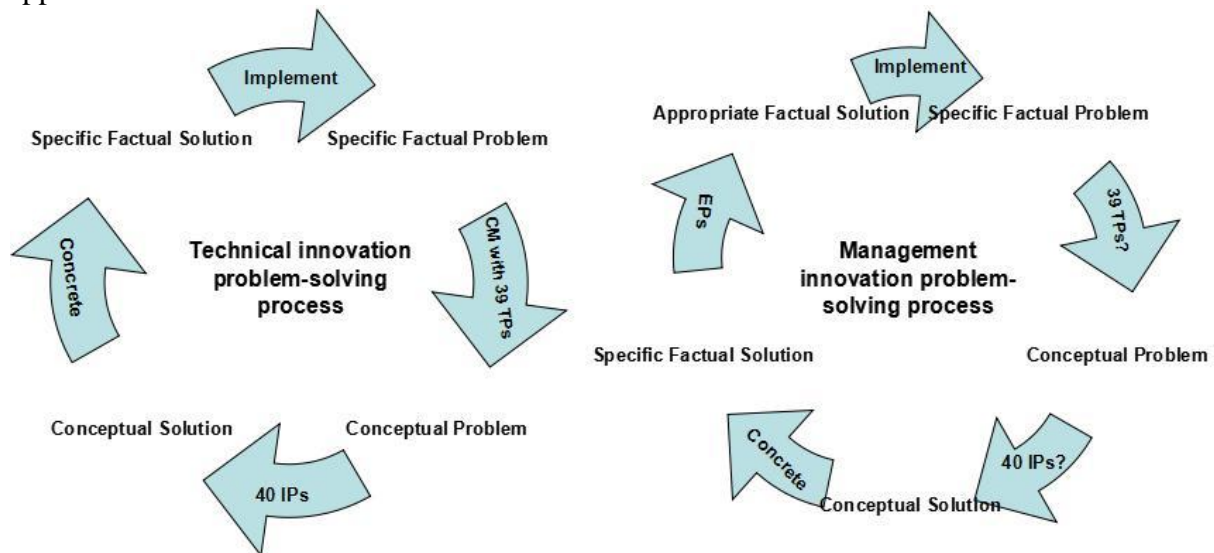 Implement
Specific Factual Solution
Specific Factual Problem
Concrete
Technical innovation
problem-solving
process
CM with 39 TPs
Conceptual Solution
Conceptual Problem
40 IPs
Implement
Appropriate Factual Solution
Specific Factual Problem
EPs
Management
innovation problem-
solving process
39 TPs?
Specific Factual Solution
Conceptual Problem
Concrete
40 IPs?
Conceptual Solution